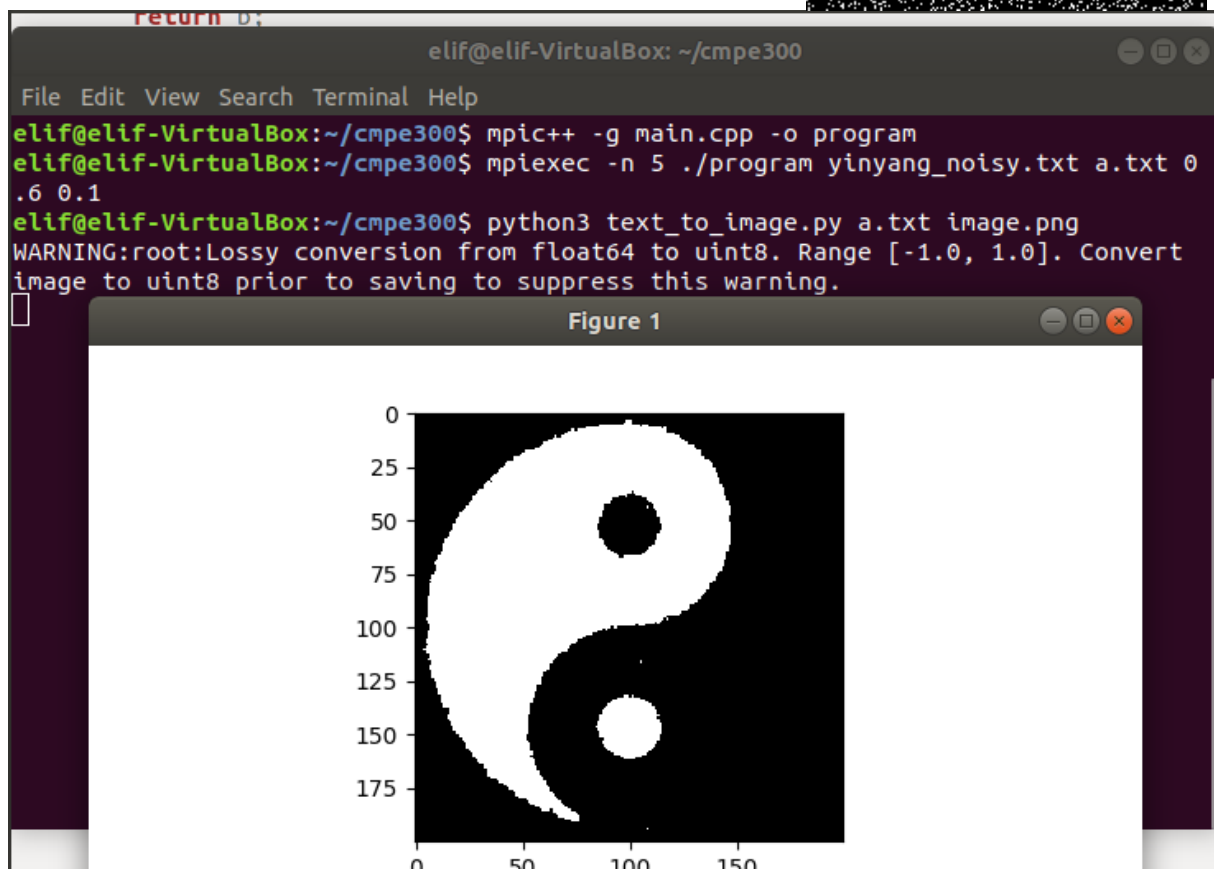 return b;
elif@elif-VirtualBox: ~/cmpe300
File Edit View Search Terminal Help
elif@elif-VirtualBox:~/cmpe300$ mpic++ -g main.cpp -o program
elif@elif-VirtualBox:~/cmpe300$ mpiexec -n 5 ./program yinyang_noisy.txt a.txt 0
.6 0.1
elif@elif-VirtualBox:~/cmpe300$ python3 text_to_image.py a.txt image.png
WARNING:root:Lossy conversion from float64 to uint8. Range [-1.0, 1.0]. Convert
image to uint8 prior to saving to suppress this warning.
Figure 1
0
25
50
75
100
125
150
175
0 50 100 150